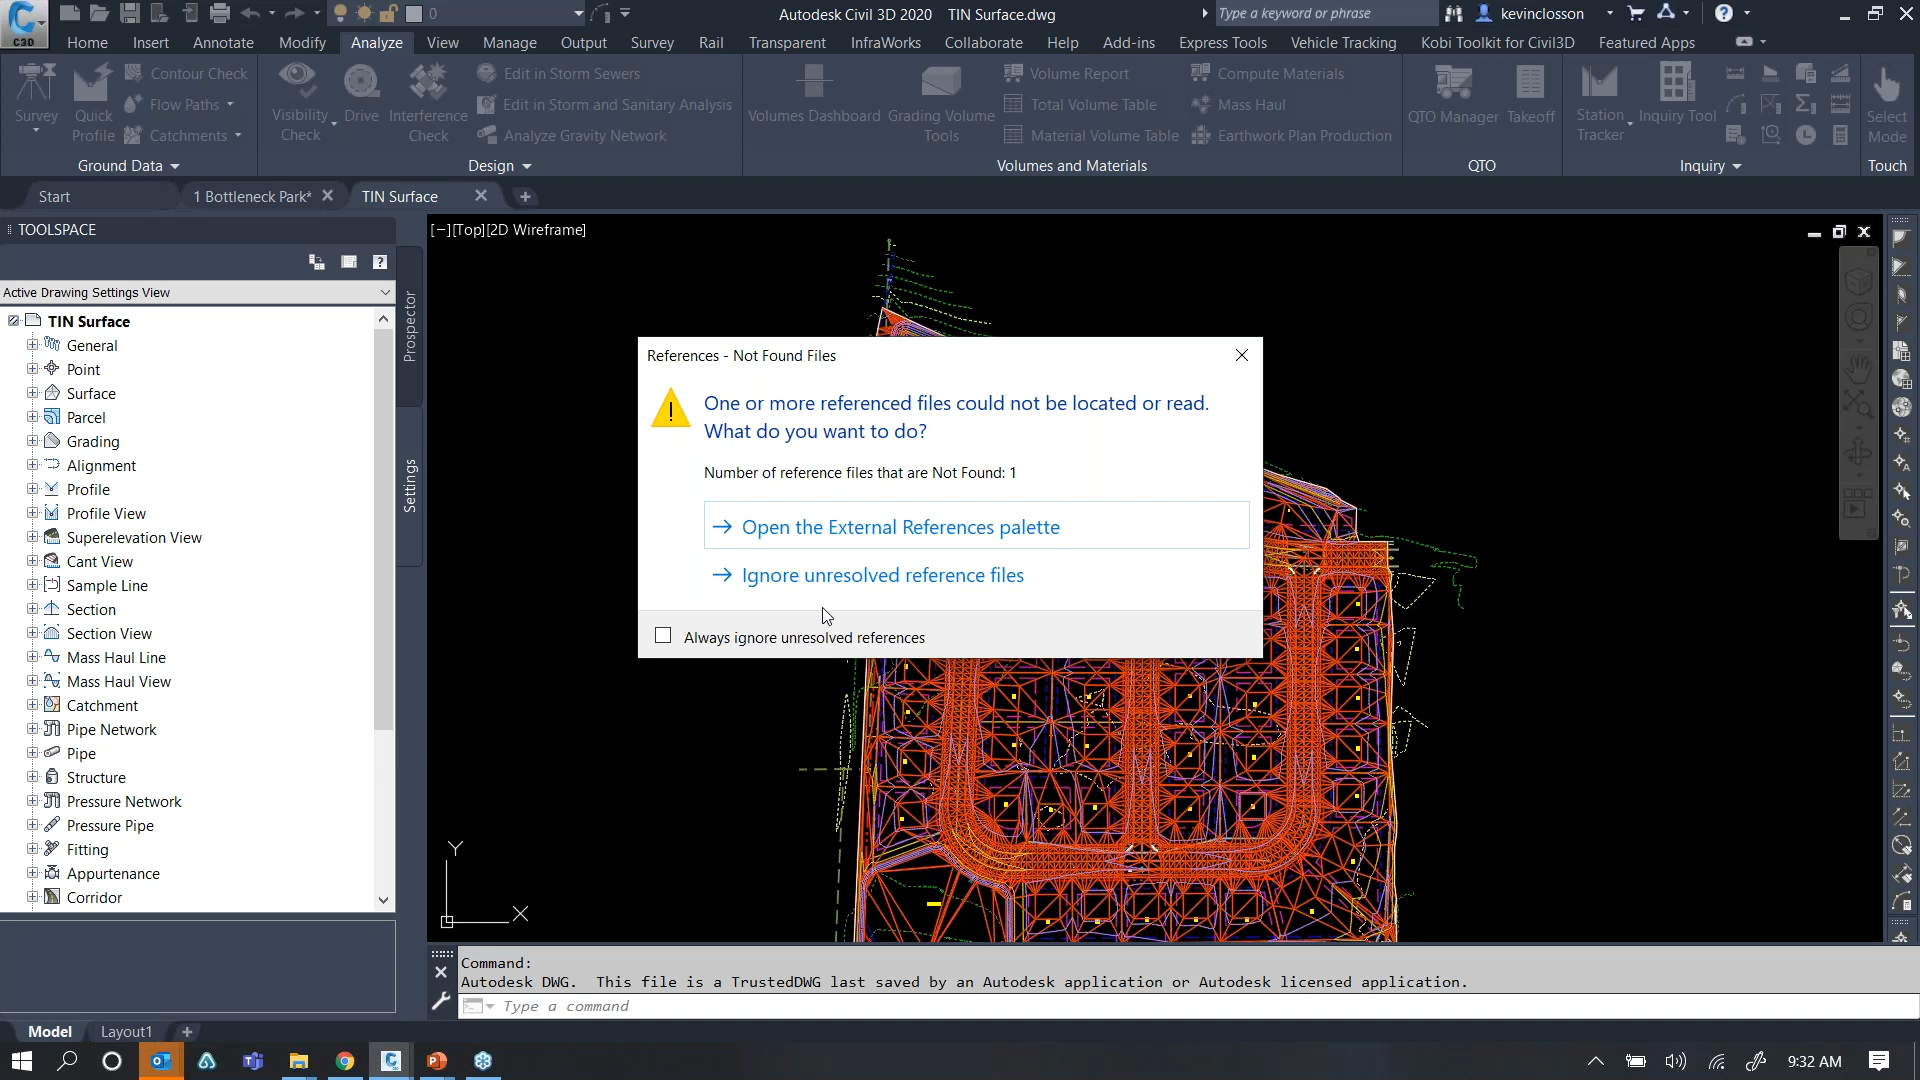 C3D
0
Autodesk Civil 3D 2020 TIN Surface.dwg
Type a keyword or phrase
kevinclosson
Home Insert Annotate Modify Analyze View Manage Output Survey Rail Transparent InfraWorks Collaborate Help Add-ins Express Tools Vehicle Tracking Kobi Toolkit for Civil3D Featured Apps
Survey
Quick Profile
Contour Check
Flow Paths
Catchments
Ground Data
Visibility Check
Drive
Interference Check
Edit in Storm Sewers
Edit in Storm and Sanitary Analysis
Analyze Gravity Network
Design
Volumes Dashboard
Grading Volume Tools
Volume Report
Total Volume Table
Material Volume Table
Compute Materials
Mass Haul
Earthwork Plan Production
Volumes and Materials
QTO Manager
Takeoff
QTO
Station Tracker
Inquiry Tool
Inquiry
Select Mode
Touch
Start
1 Bottleneck Park*
TIN Surface
TOOLSPACE
Active Drawing Settings View
Prospector
Settings
TIN Surface
General
Point
Surface
Parcel
Grading
Alignment
Profile
Profile View
Superelevation View
Cant View
Sample Line
Section
Section View
Mass Haul Line
Mass Haul View
Catchment
Pipe Network
Pipe
Structure
Pressure Network
Pressure Pipe
Fitting
Appurtenance
Corridor
[−][Top][2D Wireframe]
References - Not Found Files
One or more referenced files could not be located or read.
What do you want to do?
Number of reference files that are Not Found: 1
Open the External References palette
Ignore unresolved reference files
Always ignore unresolved references
Y
X
Command:
Autodesk DWG. This file is a TrustedDWG last saved by an Autodesk application or Autodesk licensed application.
Type a command
Model Layout1
9:32 AM